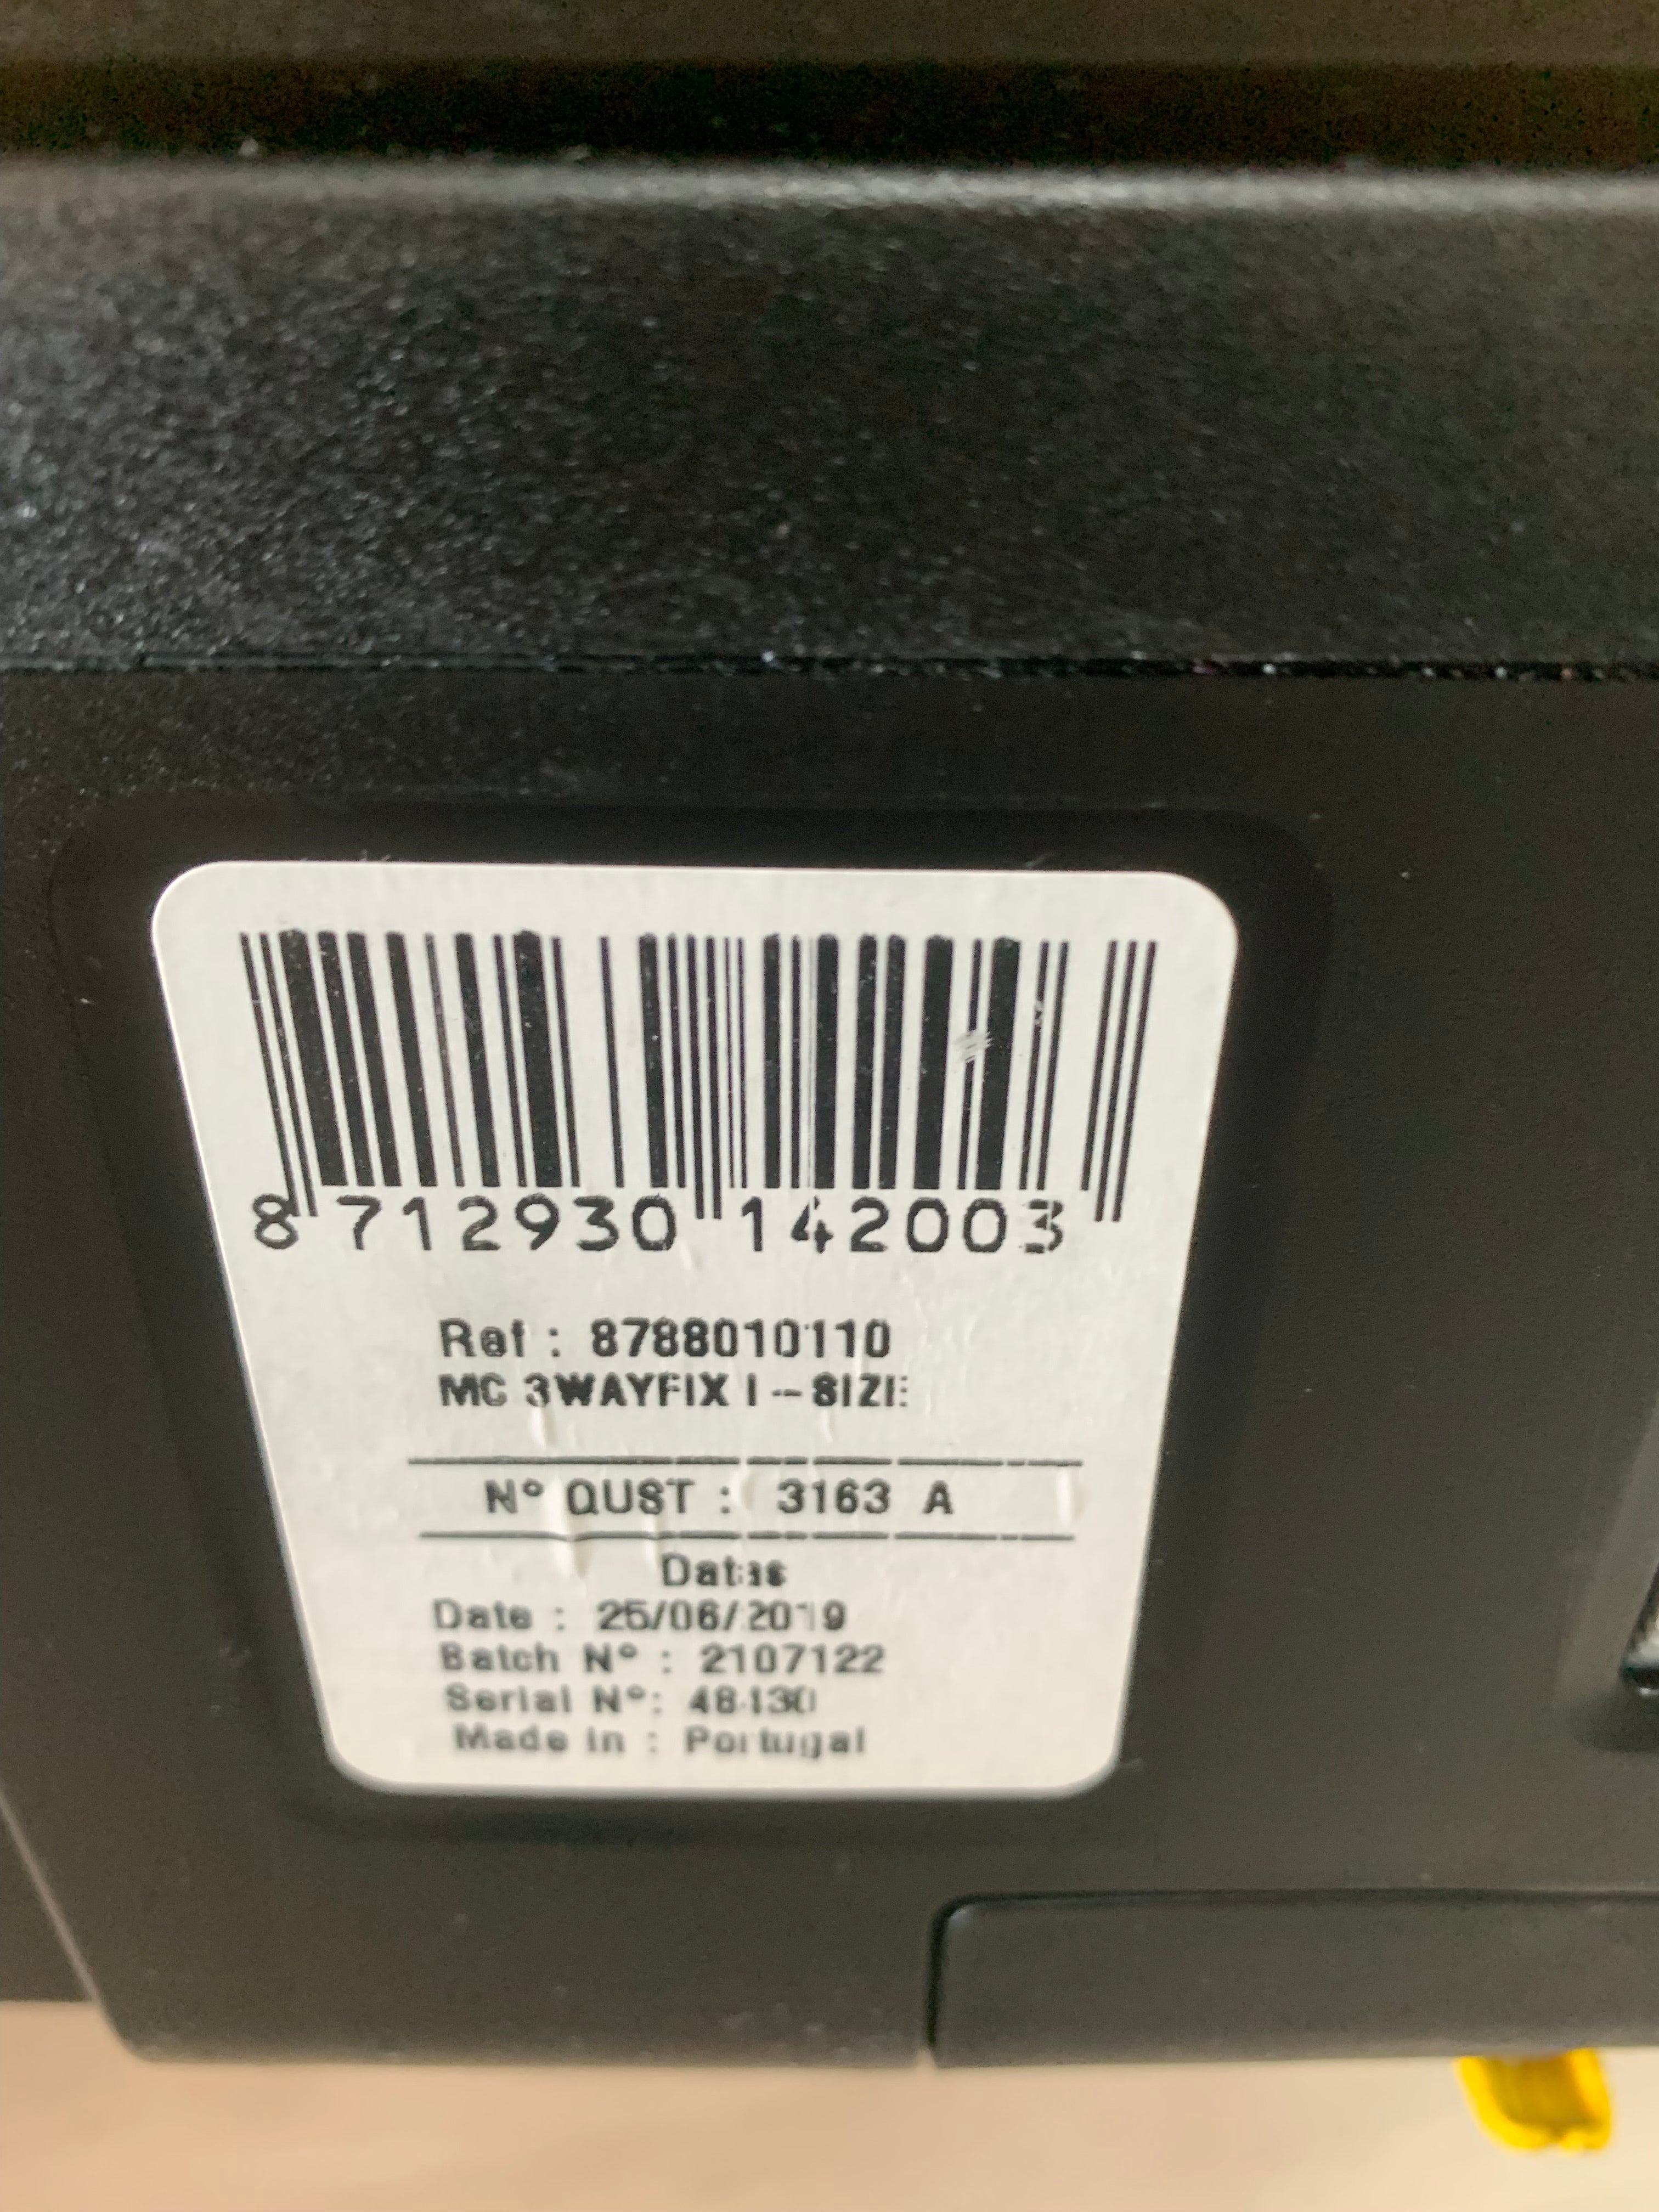 8 712930 142003
Ref : 8788010110
MC 3WAYFIX I-SIZE
N° QUST : 3163 A
Datas
Date : 25/06/2019
Batch N° : 2107122
Serial N°: 48130
Made in : Portugal